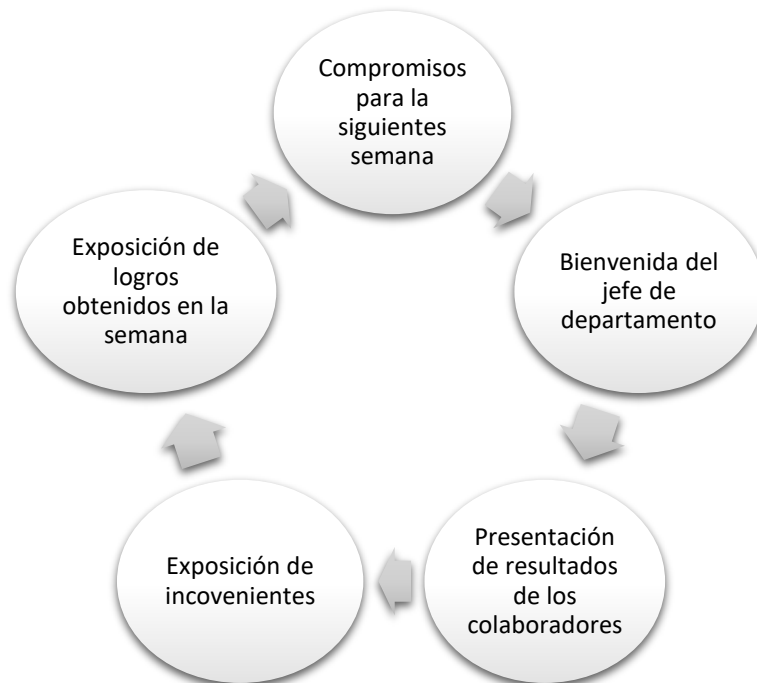 Compromisos
para la
siguientes
semana
Bienvenida del
jefe de
departamento
Presentación
de resultados
de los
colaboradores
Exposición de
incovenientes
Exposición de
logros
obtenidos en la
semana